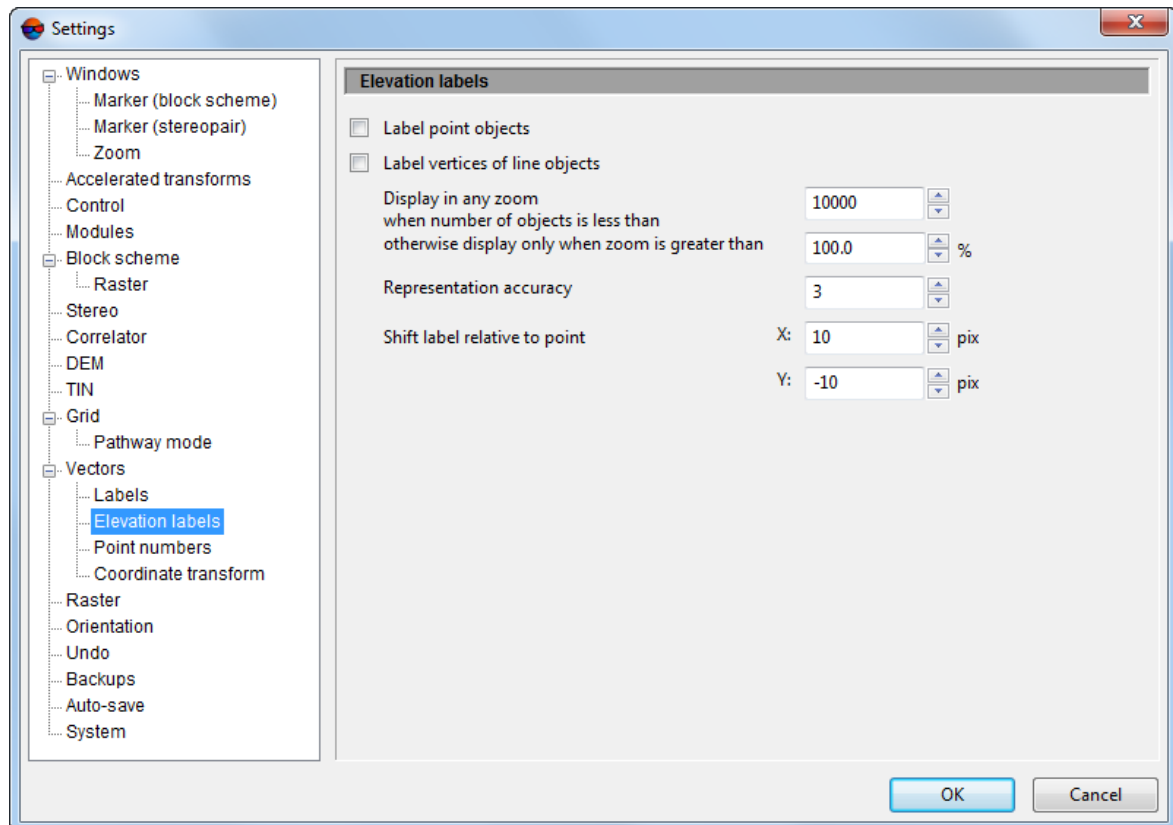 Settings
Windows
Marker (block scheme)
Marker (stereopair)
Zoom
Accelerated transforms
Control
Modules
Block scheme
Raster
Stereo
Correlator
DEM
TIN
Grid
Pathway mode
Vectors
Labels
Elevation labels
Point numbers
Coordinate transform
Raster
Orientation
Undo
Backups
Auto-save
System
Elevation labels
Label point objects
Label vertices of line objects
Display in any zoom
when number of objects is less than 10000
otherwise display only when zoom is greater than 100.0 %
Representation accuracy 3
Shift label relative to point X: 10 pix
Y: -10 pix
OK Cancel